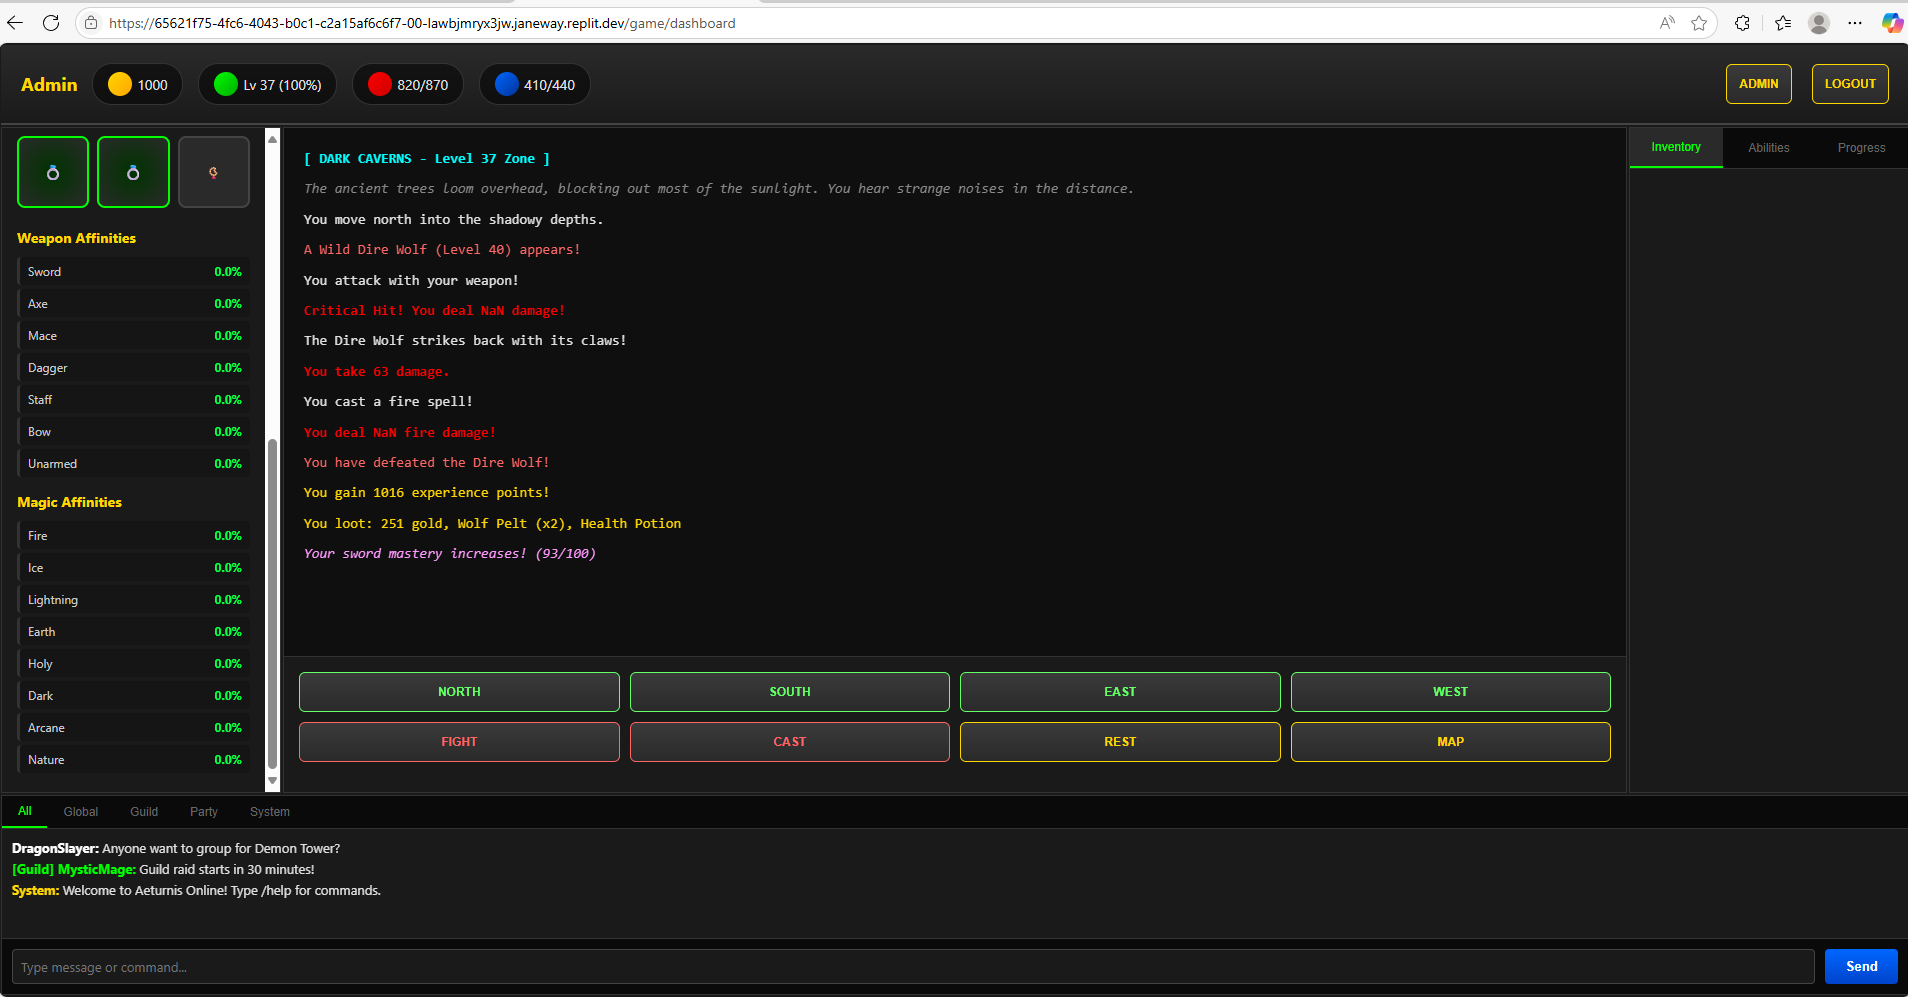 https://65621f75-4fc6-4043-b0c1-c2a15af6c6f7-00-lawbjmryx3jw.janeway.replit.dev/game/dashboard
Admin
1000
Lv 37 (100%)
820/870
410/440
ADMIN
LOGOUT
Weapon Affinities
Sword 0.0%
Axe 0.0%
Mace 0.0%
Dagger 0.0%
Staff 0.0%
Bow 0.0%
Unarmed 0.0%
Magic Affinities
Fire 0.0%
Ice 0.0%
Lightning 0.0%
Earth 0.0%
Holy 0.0%
Dark 0.0%
Arcane 0.0%
Nature 0.0%
[ DARK CAVERNS - Level 37 Zone ]
The ancient trees loom overhead, blocking out most of the sunlight. You hear strange noises in the distance.
You move north into the shadowy depths.
A Wild Dire Wolf (Level 40) appears!
You attack with your weapon!
Critical Hit! You deal NaN damage!
The Dire Wolf strikes back with its claws!
You take 63 damage.
You cast a fire spell!
You deal NaN fire damage!
You have defeated the Dire Wolf!
You gain 1016 experience points!
You loot: 251 gold, Wolf Pelt (x2), Health Potion
Your sword mastery increases! (93/100)
NORTH SOUTH EAST WEST
FIGHT CAST REST MAP
Inventory Abilities Progress
All Global Guild Party System
DragonSlayer: Anyone want to group for Demon Tower?
[Guild] MysticMage: Guild raid starts in 30 minutes!
System: Welcome to Aeturnis Online! Type /help for commands.
Type message or command...
Send